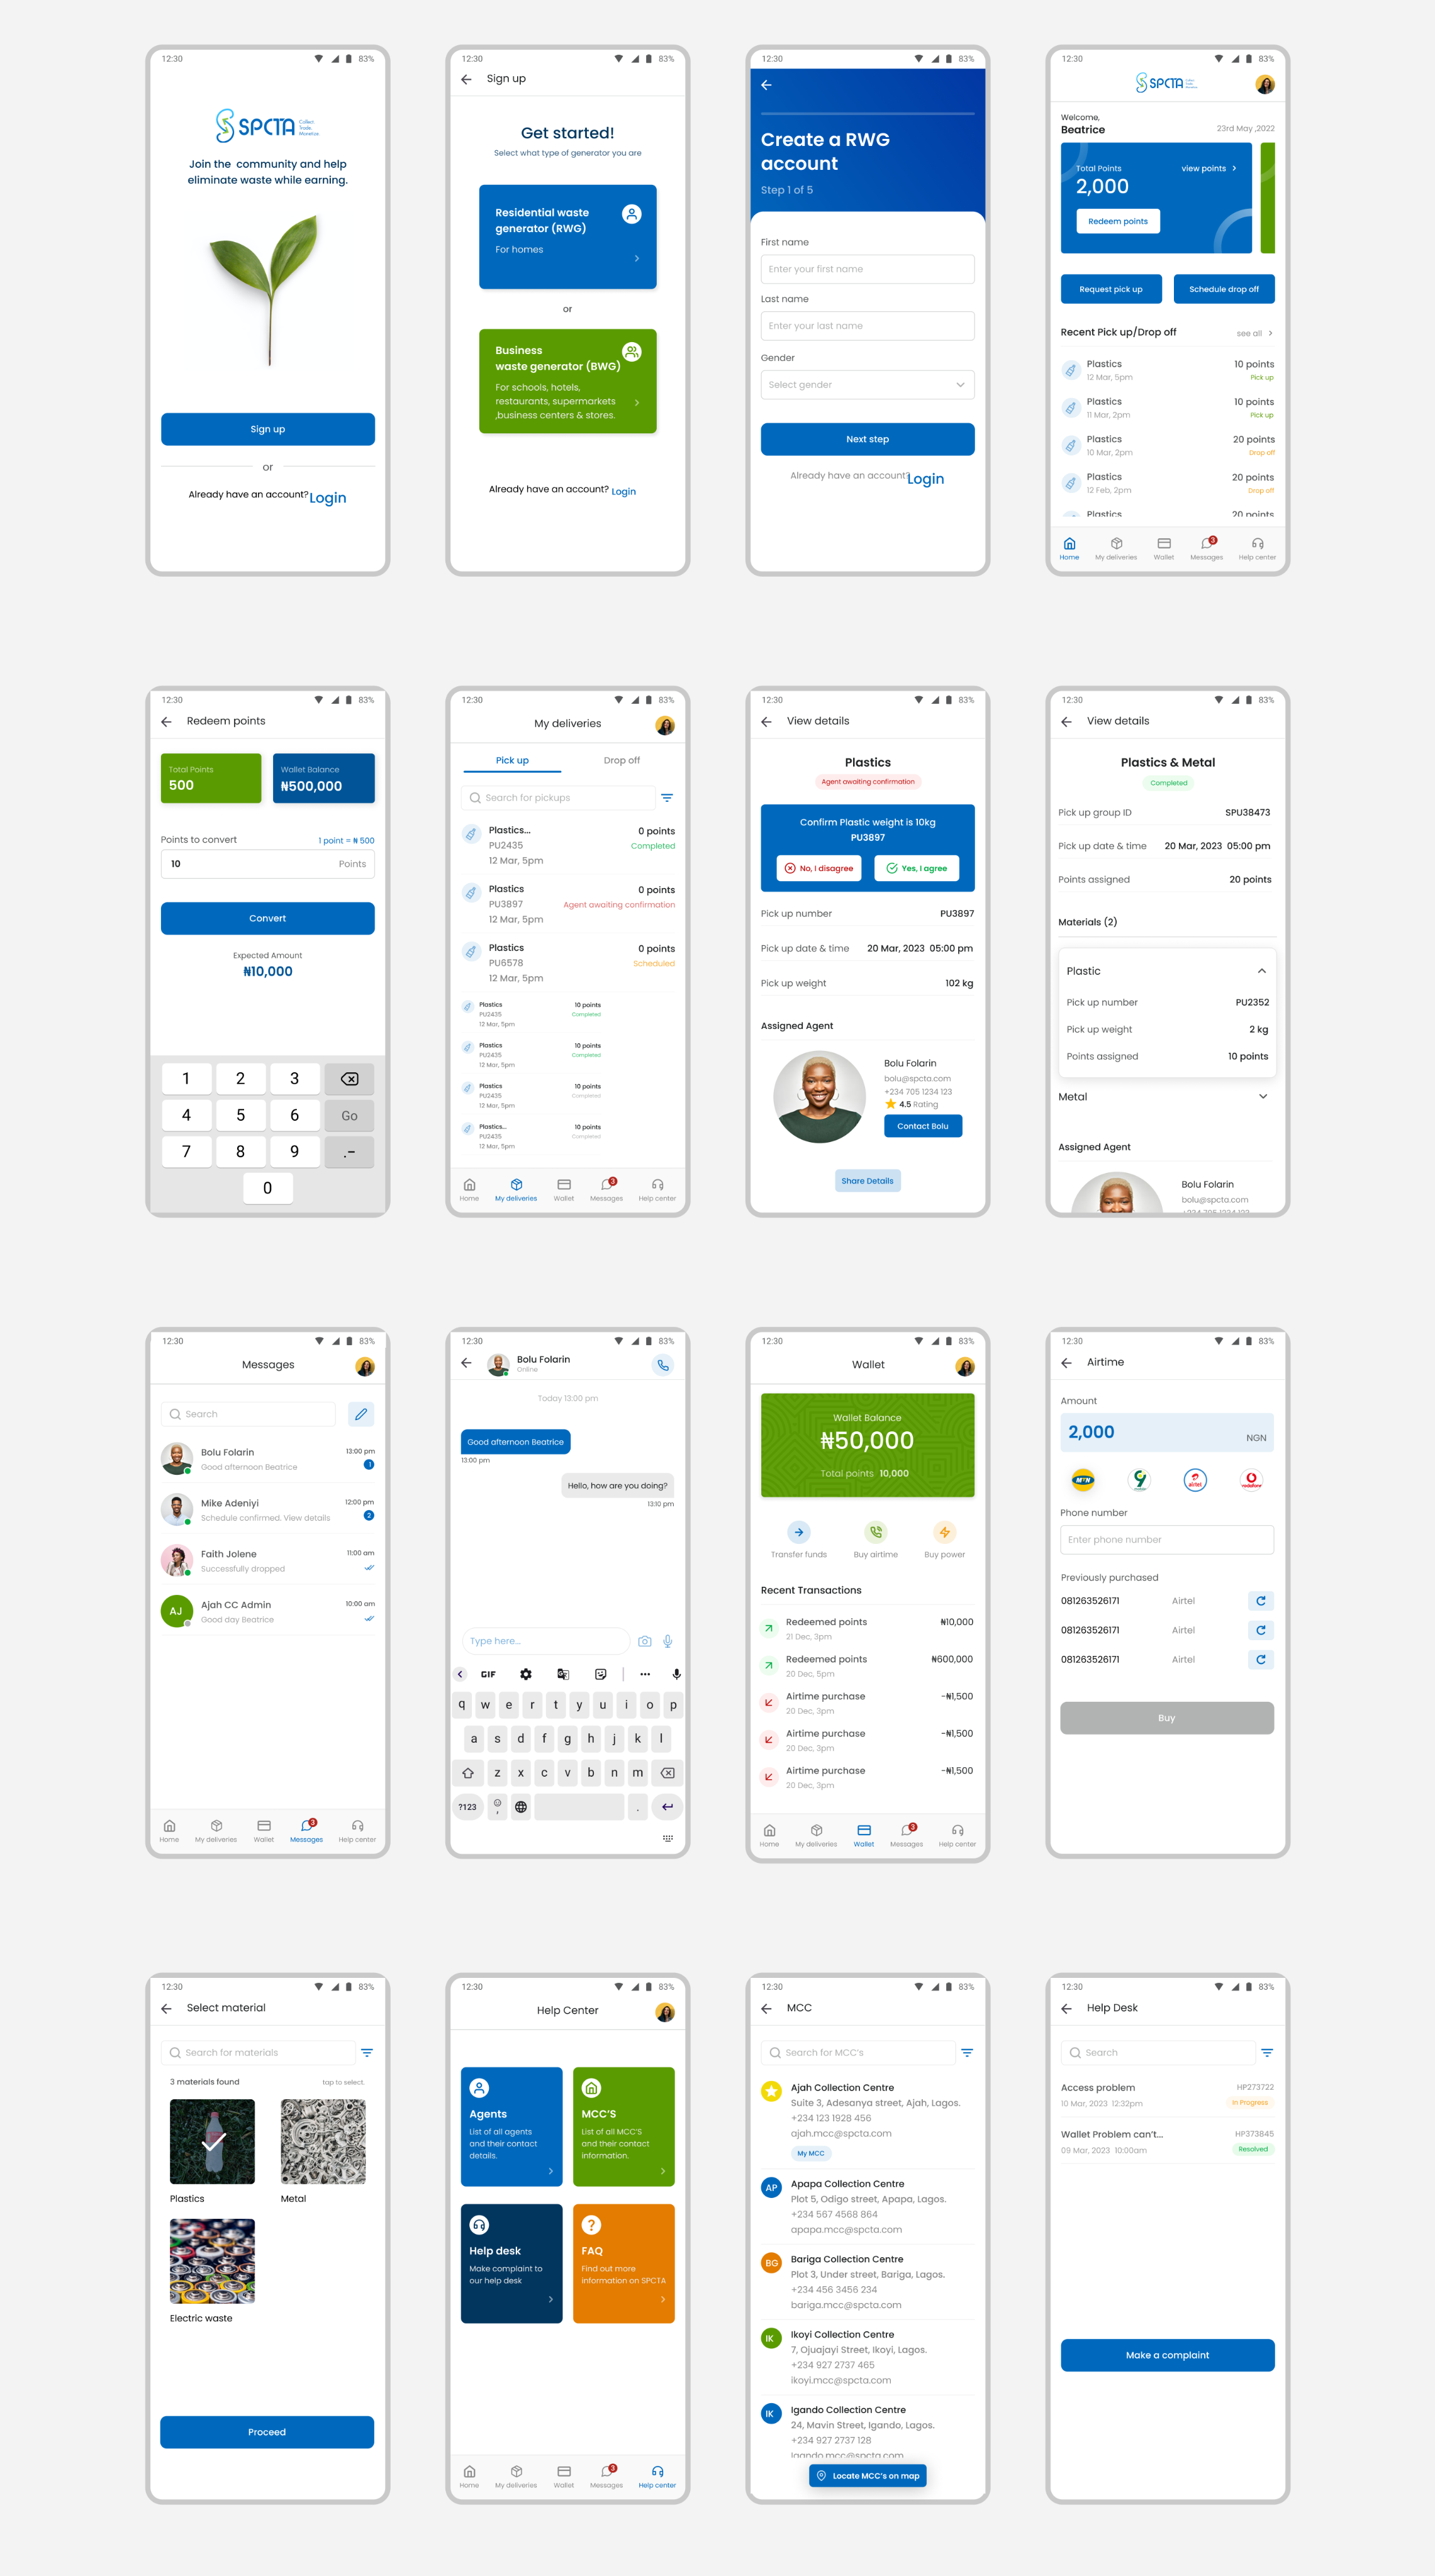 12:30 83%
SPCTA Collect Trade. Monetize.
Join the community and help
eliminate waste while earning.
Sign up
or
Already have an account? Login
12:30 83%
Sign up
Get started!
Select what type of generator you are
Residential waste
generator (RWG)
For homes
or
Business
waste generator (BWG)
For schools, hotels,
restaurants, supermarkets
,business centers & stores.
Already have an account? Login
12:30 83%
Create a RWG
account
Step 1 of 5
First name
Enter your first name
Last name
Enter your last name
Gender
Select gender
Next step
Already have an account? Login
12:30 83%
SPCTA Collect Trade. Monetize.
Welcome,
Beatrice 23rd May ,2022
Total Points view points
2,000
Redeem points
Request pick up Schedule drop off
Recent Pick up/Drop off see all
Plastics 10 points
12 Mar, 5pm Pick up
Plastics 10 points
11 Mar, 2pm Pick up
Plastics 20 points
10 Mar, 2pm Drop off
Plastics 20 points
12 Feb, 2pm Drop off
Plastics 20 points
3
Home My deliveries Wallet Messages Help center
12:30 83%
Redeem points
Total Points Wallet Balance
500 ₦500,000
Points to convert 1 point = ₦ 500
10 Points
Convert
Expected Amount
₦10,000
1 2 3
4 5 6 Go
7 8 9 .-
0
12:30 83%
My deliveries
Pick up Drop off
Search for pickups
Plastics... 0 points
PU2435 Completed
12 Mar, 5pm
Plastics 0 points
PU3897 Agent awaiting confirmation
12 Mar, 5pm
Plastics 0 points
PU6578 Scheduled
12 Mar, 5pm
Plastics 10 points
PU2435 Completed
12 Mar, 5pm
Plastics 10 points
PU2435 Completed
12 Mar, 5pm
Plastics 10 points
PU2435 Completed
12 Mar, 5pm
Plastics... 10 points
PU2435 Completed
12 Mar, 5pm
3
Home My deliveries Wallet Messages Help center
12:30 83%
View details
Plastics
Agent awaiting confirmation
Confirm Plastic weight is 10kg
PU3897
No, I disagree Yes, I agree
Pick up number PU3897
Pick up date & time 20 Mar, 2023 05:00 pm
Pick up weight 102 kg
Assigned Agent
Bolu Folarin
bolu@spcta.com
+234 705 1234 123
4.5 Rating
Contact Bolu
Share Details
12:30 83%
View details
Plastics & Metal
Completed
Pick up group ID SPU38473
Pick up date & time 20 Mar, 2023 05:00 pm
Points assigned 20 points
Materials (2)
Plastic
Pick up number PU2352
Pick up weight 2 kg
Points assigned 10 points
Metal
Assigned Agent
Bolu Folarin
bolu@spcta.com
+234 705 1234 123
12:30 83%
Messages
Search
Bolu Folarin 13:00 pm
Good afternoon Beatrice 1
Mike Adeniyi 12:00 pm
Schedule confirmed. View details 2
Faith Jolene 11:00 am
Successfully dropped
AJ Ajah CC Admin 10:00 am
Good day Beatrice
3
Home My deliveries Wallet Messages Help center
12:30 83%
Bolu Folarin
Online
Today 13:00 pm
Good afternoon Beatrice
13:00 pm
Hello, how are you doing?
13:10 pm
Type here...
GIF
q w e r t y u i o p
a s d f g h j k l
z x c v b n m
?123 , .
12:30 83%
Wallet
Wallet Balance
₦50,000
Total points 10,000
Transfer funds Buy airtime Buy power
Recent Transactions
Redeemed points ₦10,000
21 Dec, 3pm
Redeemed points ₦600,000
20 Dec, 5pm
Airtime purchase -₦1,500
20 Dec, 3pm
Airtime purchase -₦1,500
20 Dec, 3pm
Airtime purchase -₦1,500
20 Dec, 3pm
3
Home My deliveries Wallet Messages Help center
12:30 83%
Airtime
Amount
2,000 NGN
MTN airtel vodafone
Phone number
Enter phone number
Previously purchased
081263526171 Airtel
081263526171 Airtel
081263526171 Airtel
Buy
12:30 83%
Select material
Search for materials
3 materials found tap to select.
Plastics Metal
Electric waste
Proceed
12:30 83%
Help Center
Agents
List of all agents
and their contact
details.
MCC'S
List of all MCC'S
and their contact
information.
Help desk
Make complaint to
our help desk
FAQ
Find out more
information on SPCTA
3
Home My deliveries Wallet Messages Help center
12:30 83%
MCC
Search for MCC's
Ajah Collection Centre
Suite 3, Adesanya street, Ajah, Lagos.
+234 123 1928 456
ajah.mcc@spcta.com
My MCC
AP Apapa Collection Centre
Plot 5, Odigo street, Apapa, Lagos.
+234 567 4568 864
apapa.mcc@spcta.com
BG Bariga Collection Centre
Plot 3, Under street, Bariga, Lagos.
+234 456 3456 234
bariga.mcc@spcta.com
IK Ikoyi Collection Centre
7, Ojuajayi Street, Ikoyi, Lagos.
+234 927 2737 465
ikoyi.mcc@spcta.com
IK Igando Collection Centre
24, Mavin Street, Igando, Lagos.
+234 927 2737 128
Igando.mcc@spcta.com
Locate MCC's on map
12:30 83%
Help Desk
Search
Access problem HP273722
10 Mar, 2023 12:32pm In Progress
Wallet Problem can't... HP373845
09 Mar, 2023 10:00am Resolved
Make a complaint